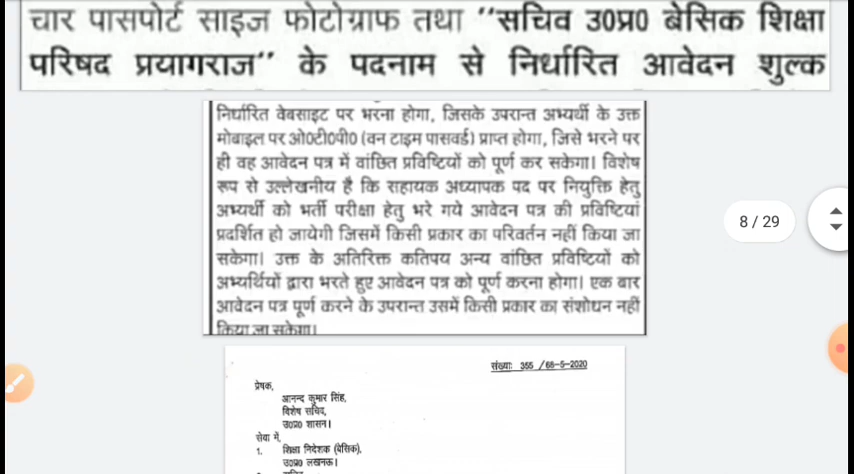 चार पासपोर्ट साइज फोटोग्राफ तथा ‘‘सचिव उ0प्र0 बेसिक शिक्षा
परिषद प्रयागराज’’ के पदनाम से निर्धारित आवेदन शुल्क
निर्धारित वेबसाइट पर भरना होगा, जिसके उपरान्त अभ्यर्थी के उक्त
मोबाइल पर ओ0टी0पी0 (वन टाइम पासवर्ड) प्राप्त होगा, जिसे भरने पर
ही वह आवेदन पत्र में वांछित प्रविष्टियों को पूर्ण कर सकेगा। विशेष
रूप से उल्लेखनीय है कि सहायक अध्यापक पद पर नियुक्ति हेतु
अभ्यर्थी को भर्ती परीक्षा हेतु भरे गये आवेदन पत्र की प्रविष्टियां
प्रदर्शित हो जायेगी जिसमें किसी प्रकार का परिवर्तन नहीं किया जा
सकेगा। उक्त के अतिरिक्त कतिपय अन्य वांछित प्रविष्टियों को
अभ्यर्थियों द्वारा भरते हुए आवेदन पत्र को पूर्ण करना होगा। एक बार
आवेदन पत्र पूर्ण करने के उपरान्त उसमें किसी प्रकार का संशोधन नहीं
किया जा सकेगा।
8 / 29
संख्या: 355 /68-5-2020
प्रेषक,
आनन्द कुमार सिंह,
विशेष सचिव,
उ0प्र0 शासन।
सेवा में,
1. शिक्षा निदेशक (बेसिक),
उ0प्र0 लखनऊ।